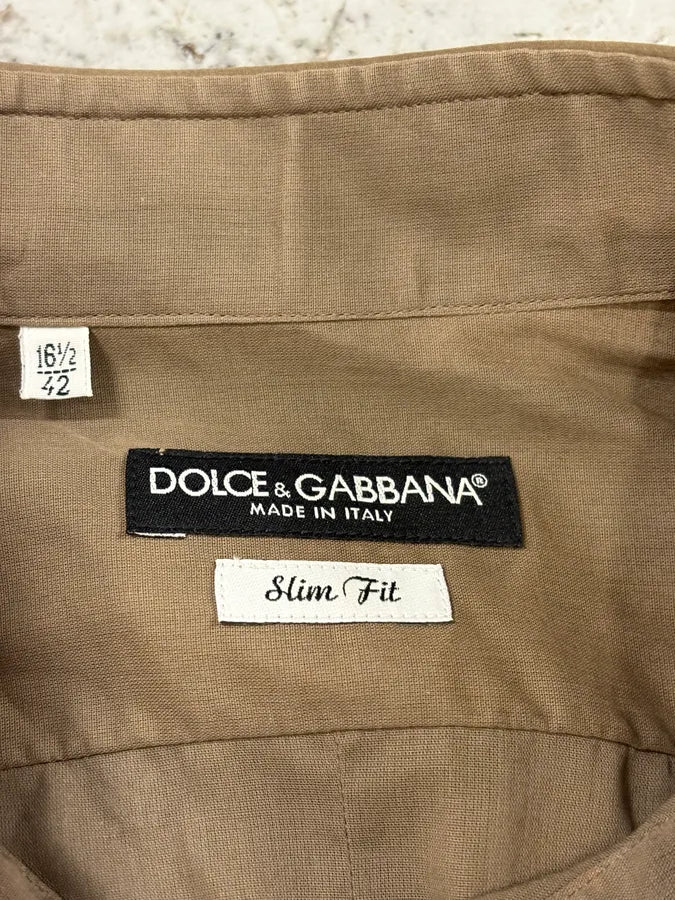 16½
42
DOLCE & GABBANA®
MADE IN ITALY
Slim Fit